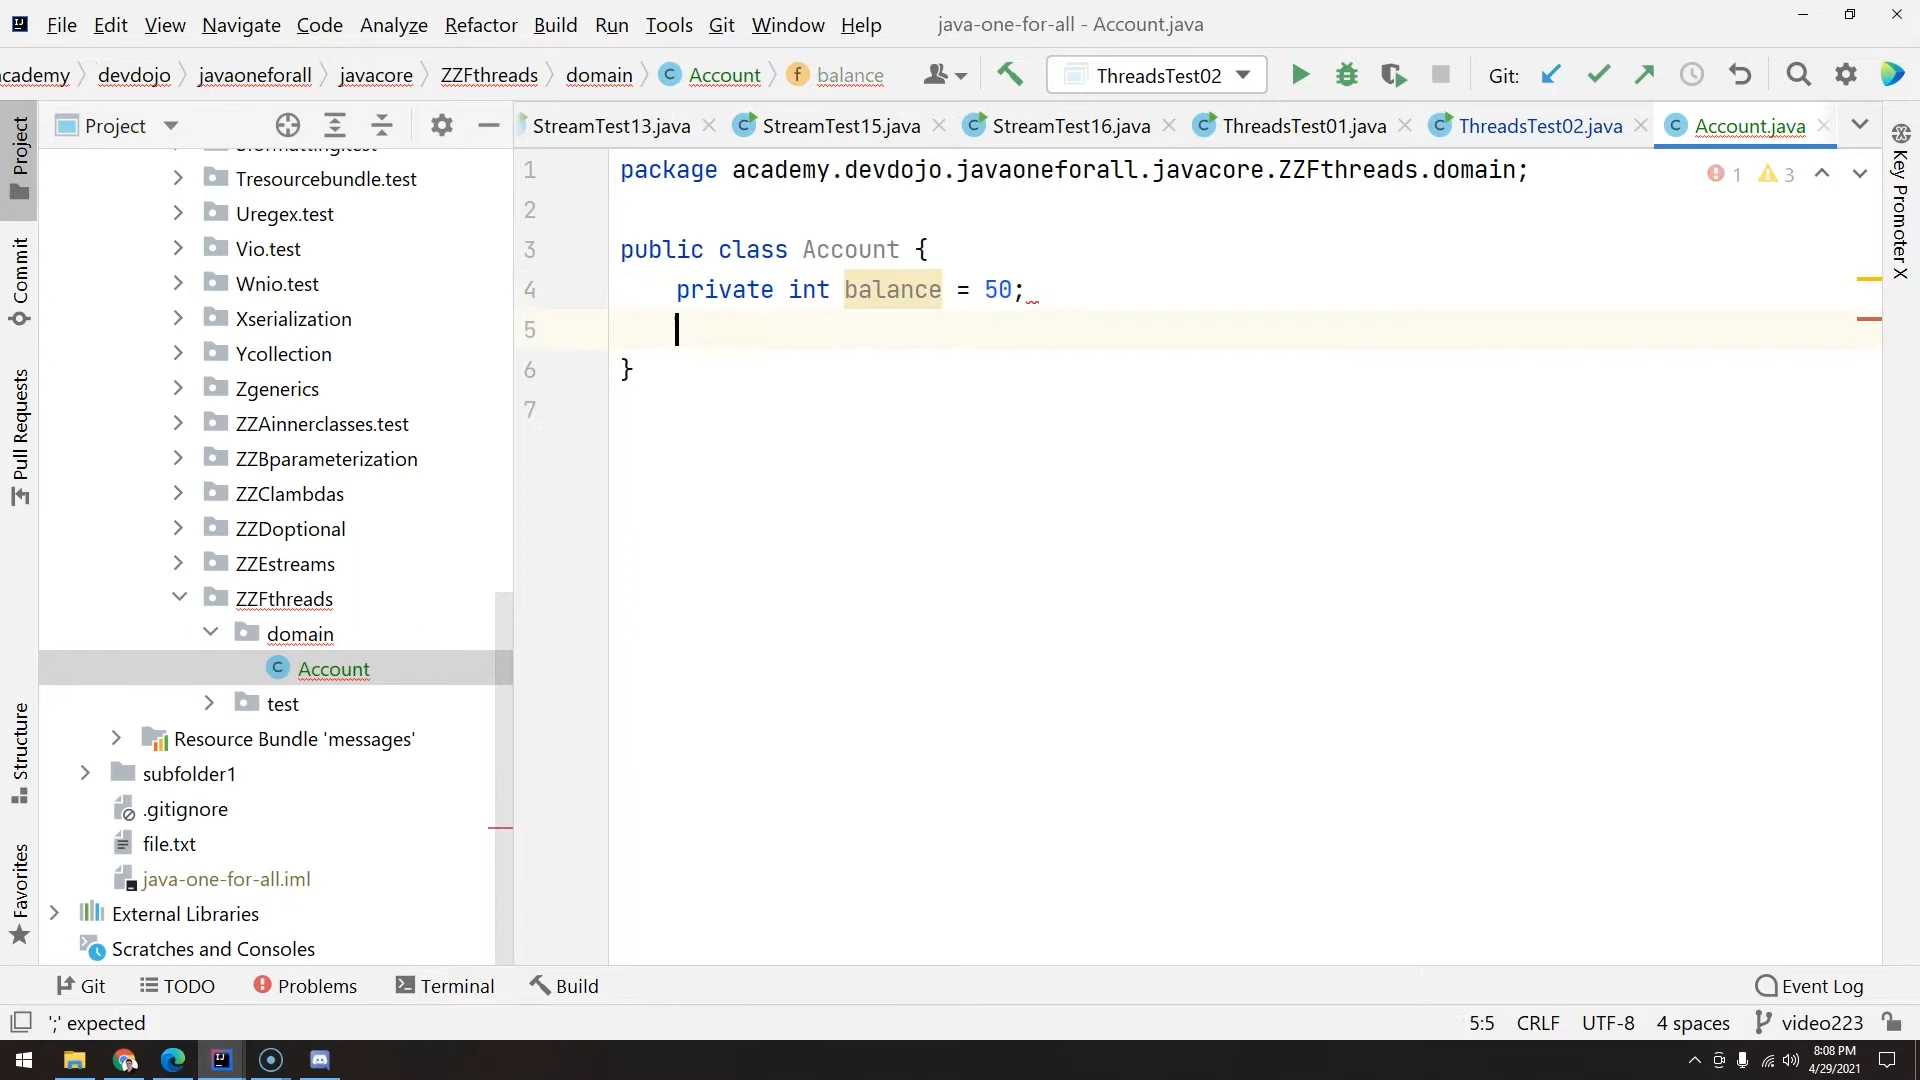 File Edit View Navigate Code Analyze Refactor Build Run Tools Git Window Help java-one-for-all - Account.java
academy devdojo javaoneforall javacore ZZFthreads domain Account balance ThreadsTest02 Git:
Project
StreamTest13.java StreamTest15.java StreamTest16.java ThreadsTest01.java ThreadsTest02.java Account.java
Tresourcebundle.test
Uregex.test
Vio.test
Wnio.test
Xserialization
Ycollection
Zgenerics
ZZAinnerclasses.test
ZZBparameterization
ZZClambdas
ZZDoptional
ZZEstreams
ZZFthreads
domain
Account
test
Resource Bundle 'messages'
subfolder1
.gitignore
file.txt
java-one-for-all.iml
External Libraries
Scratches and Consoles
1 package academy.devdojo.javaoneforall.javacore.ZZFthreads.domain;
2
3 public class Account {
4 private int balance = 50;
5
6 }
7
1 3
Project
Commit
Pull Requests
Structure
Favorites
Key Promoter X
Git TODO Problems Terminal Build Event Log
';' expected 5:5 CRLF UTF-8 4 spaces video223
8:08 PM
4/29/2021